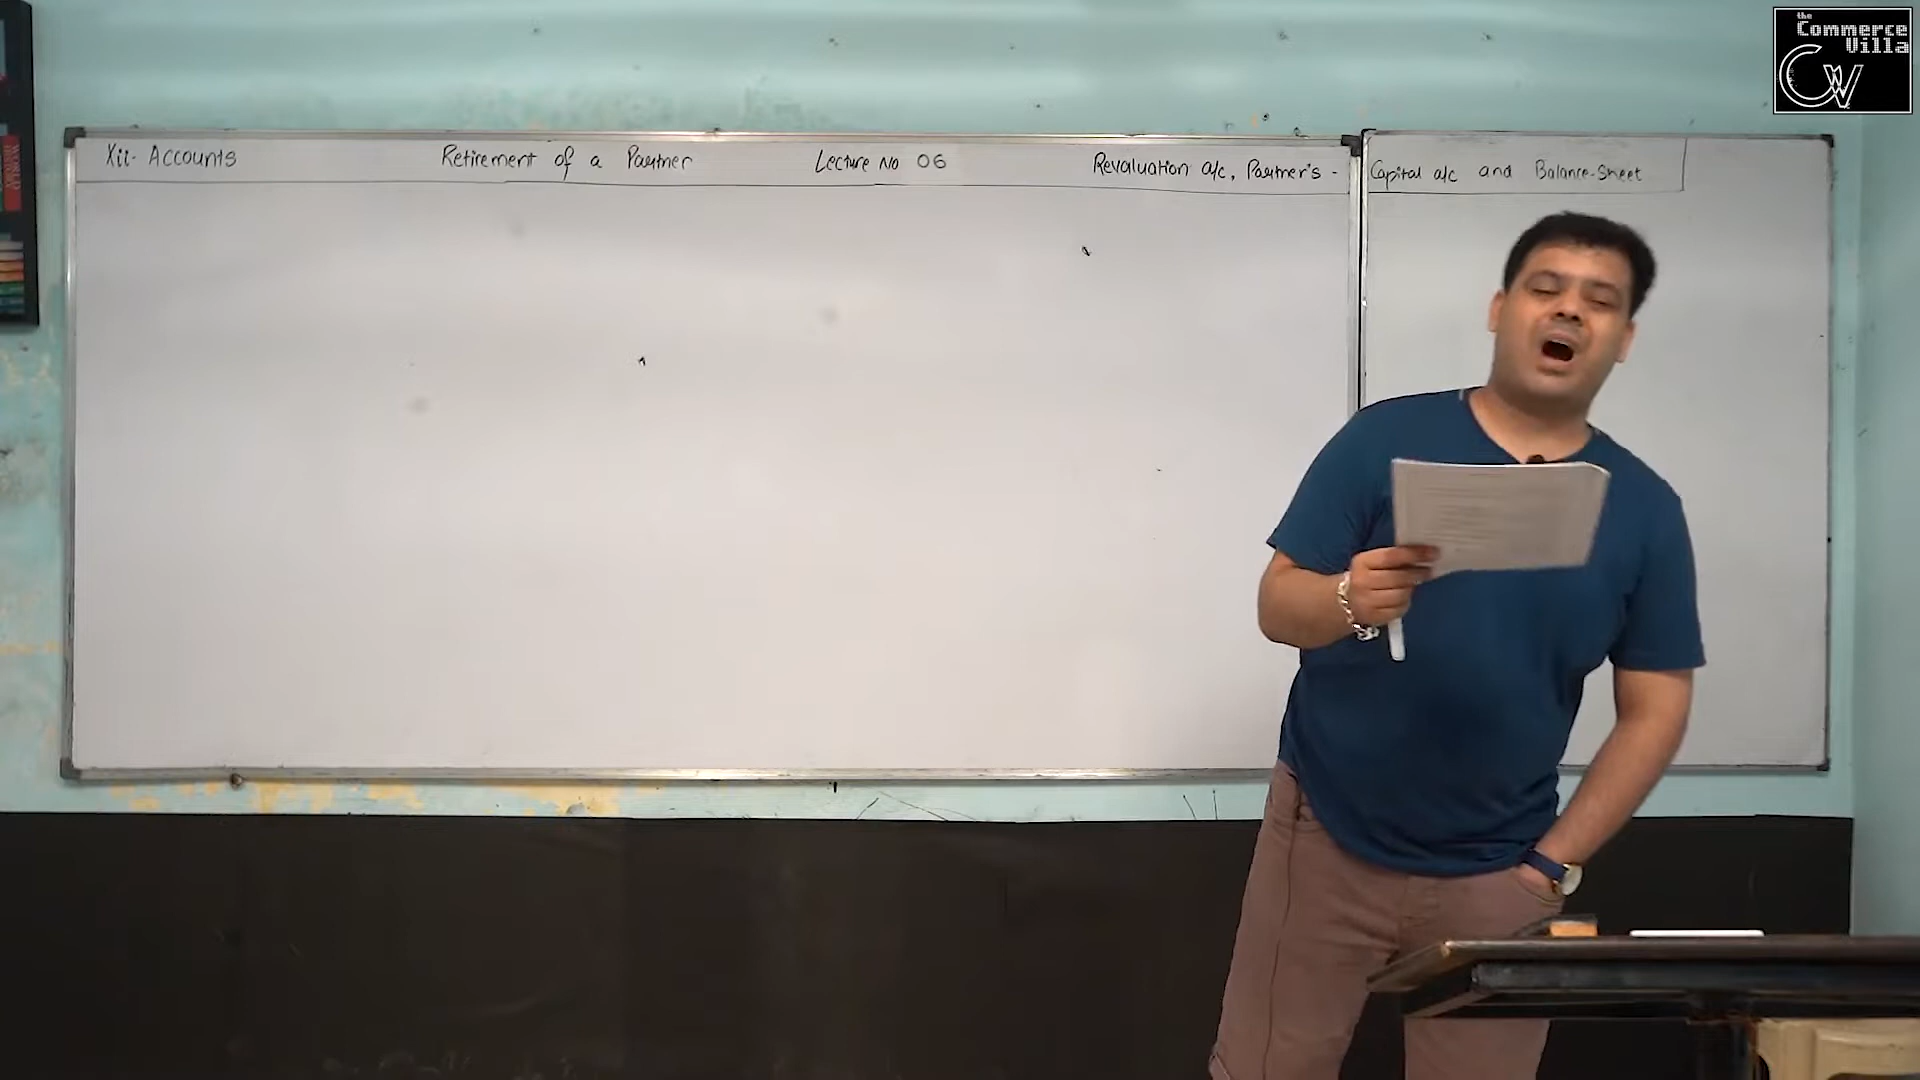 the
Commerce
Villa
CV
Xii- Accounts Retirement of a Partner Lecture No 06 Revaluation a/c, Partner's - Capital a/c and Balance-Sheet